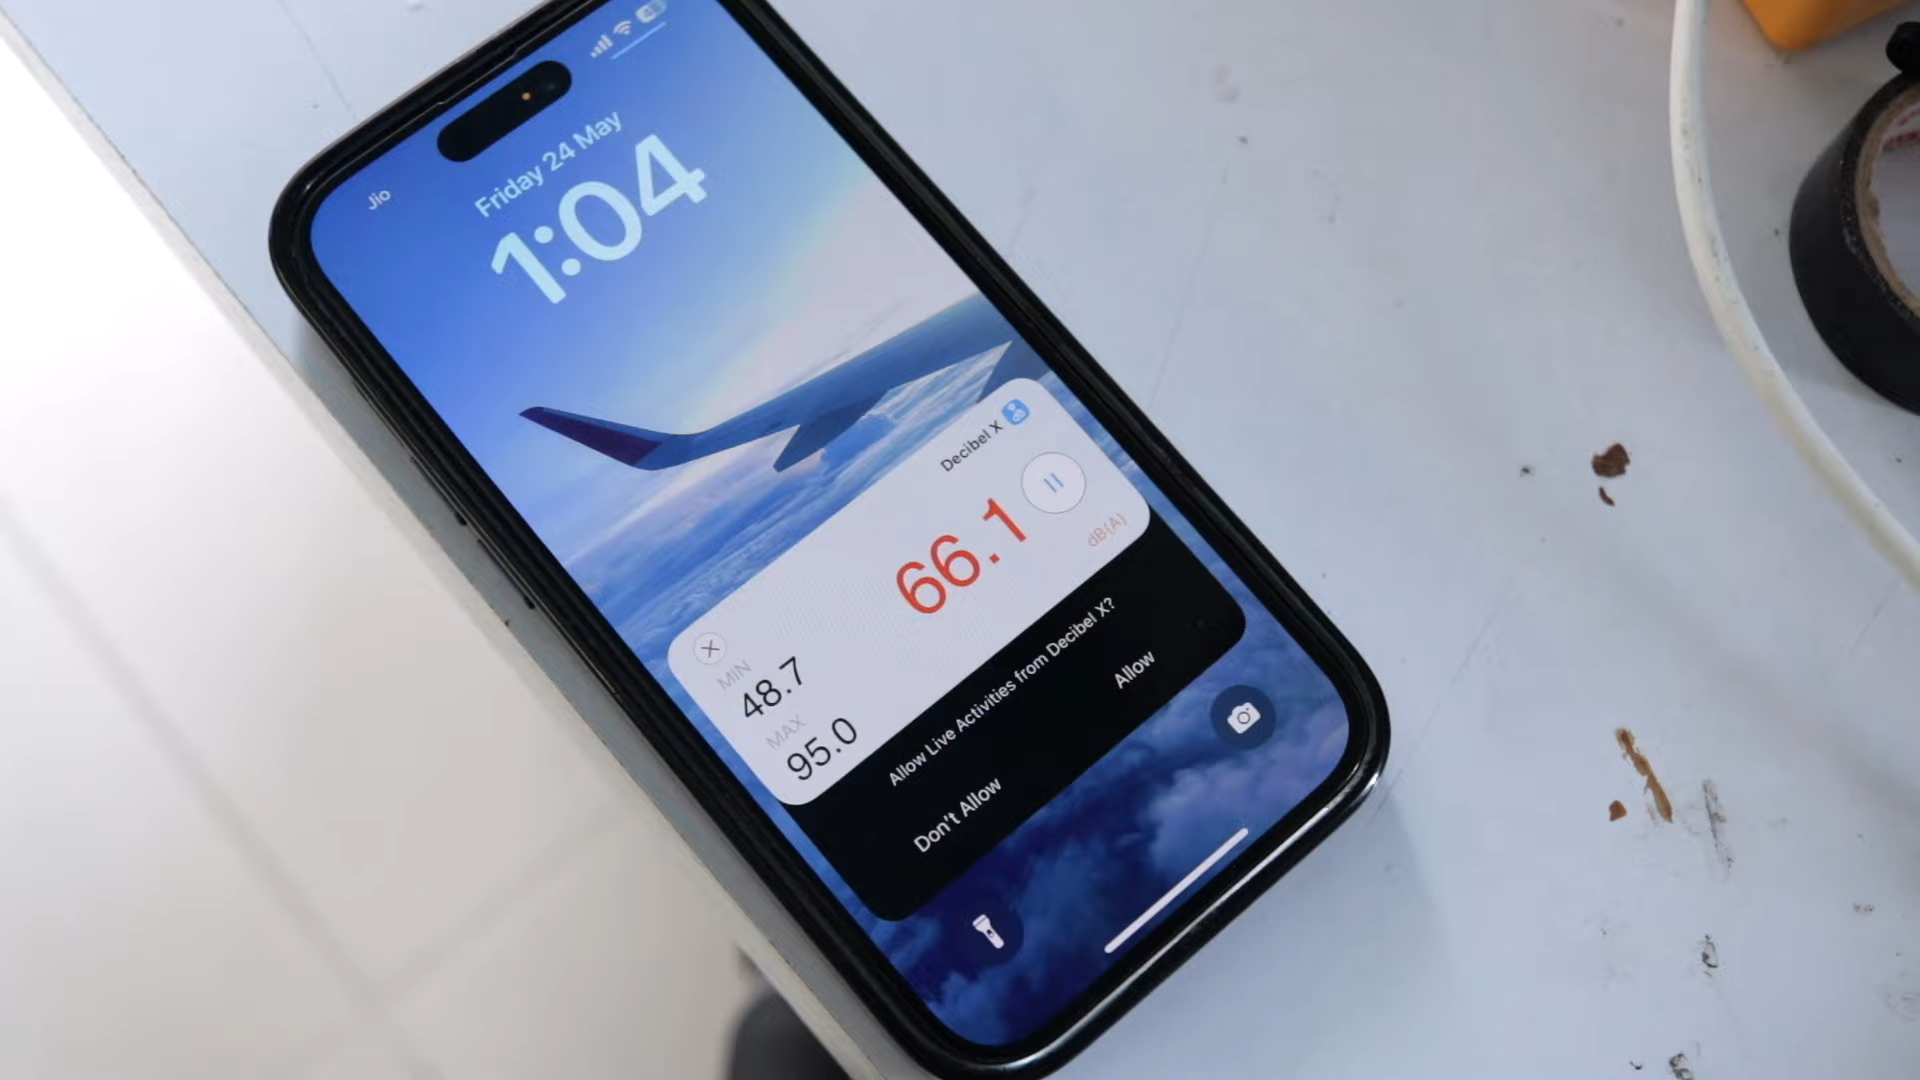 Jio
Friday 24 May
1:04
Decibel X
66.1
dB(A)
MIN
48.7
MAX
95.0
Allow Live Activities from Decibel X?
Don't Allow
Allow